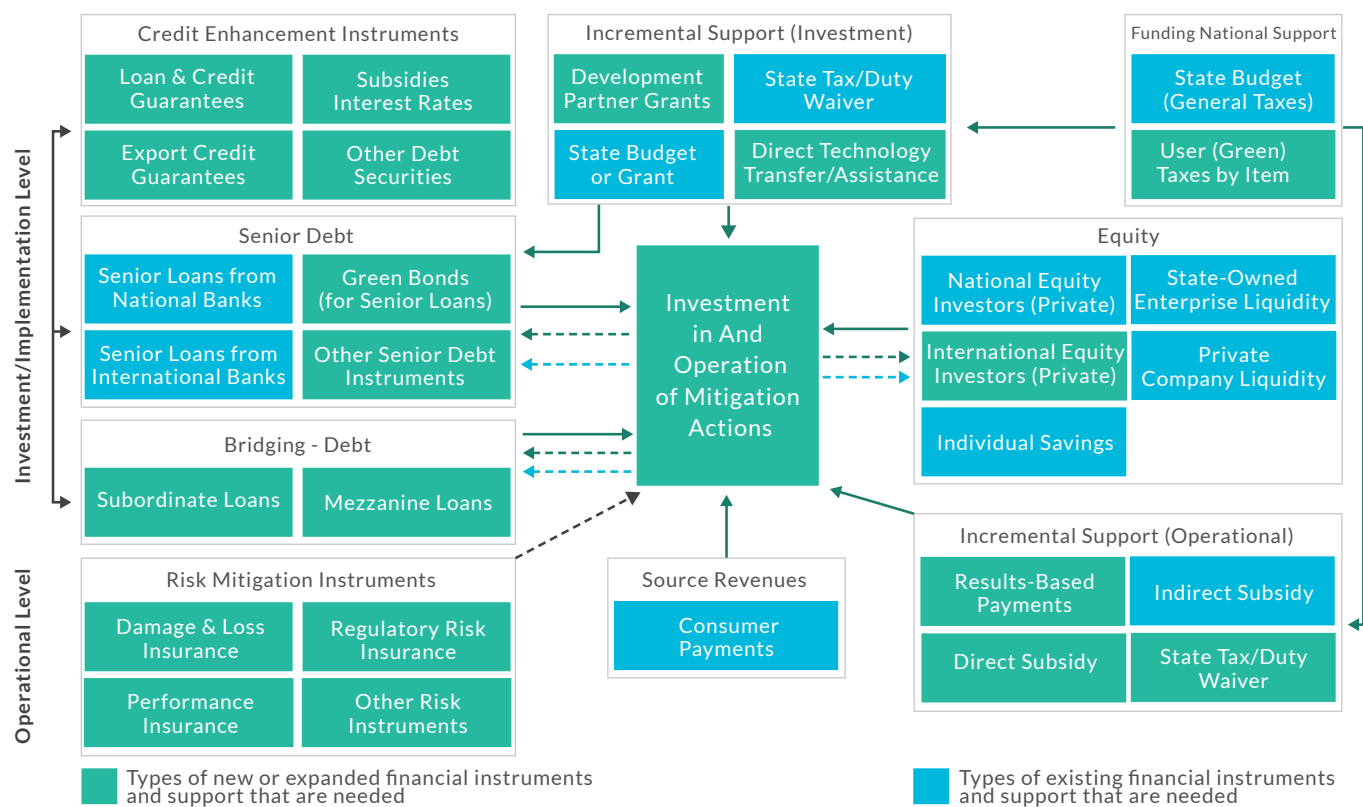 Credit Enhancement Instruments
Loan & Credit
Guarantees
Subsidies
Interest Rates
Export Credit
Guarantees
Other Debt
Securities
Incremental Support (Investment)
Development
Partner Grants
State Tax/Duty
Waiver
State Budget
or Grant
Direct Technology
Transfer/Assistance
Funding National Support
State Budget
(General Taxes)
User (Green)
Taxes by Item
Investment/Implementation Level
Senior Debt
Senior Loans from
National Banks
Green Bonds
(for Senior Loans)
Senior Loans from
International Banks
Other Senior Debt
Instruments
Investment
in And
Operation
of Mitigation
Actions
Equity
National Equity
Investors (Private)
State-Owned
Enterprise Liquidity
International Equity
Investors (Private)
Private
Company Liquidity
Individual Savings
Bridging - Debt
Subordinate Loans
Mezzanine Loans
Operational Level
Risk Mitigation Instruments
Damage & Loss
Insurance
Regulatory Risk
Insurance
Performance
Insurance
Other Risk
Instruments
Source Revenues
Consumer
Payments
Incremental Support (Operational)
Results-Based
Payments
Indirect Subsidy
Direct Subsidy
State Tax/Duty
Waiver
Types of new or expanded financial instruments
and support that are needed
Types of existing financial instruments
and support that are needed